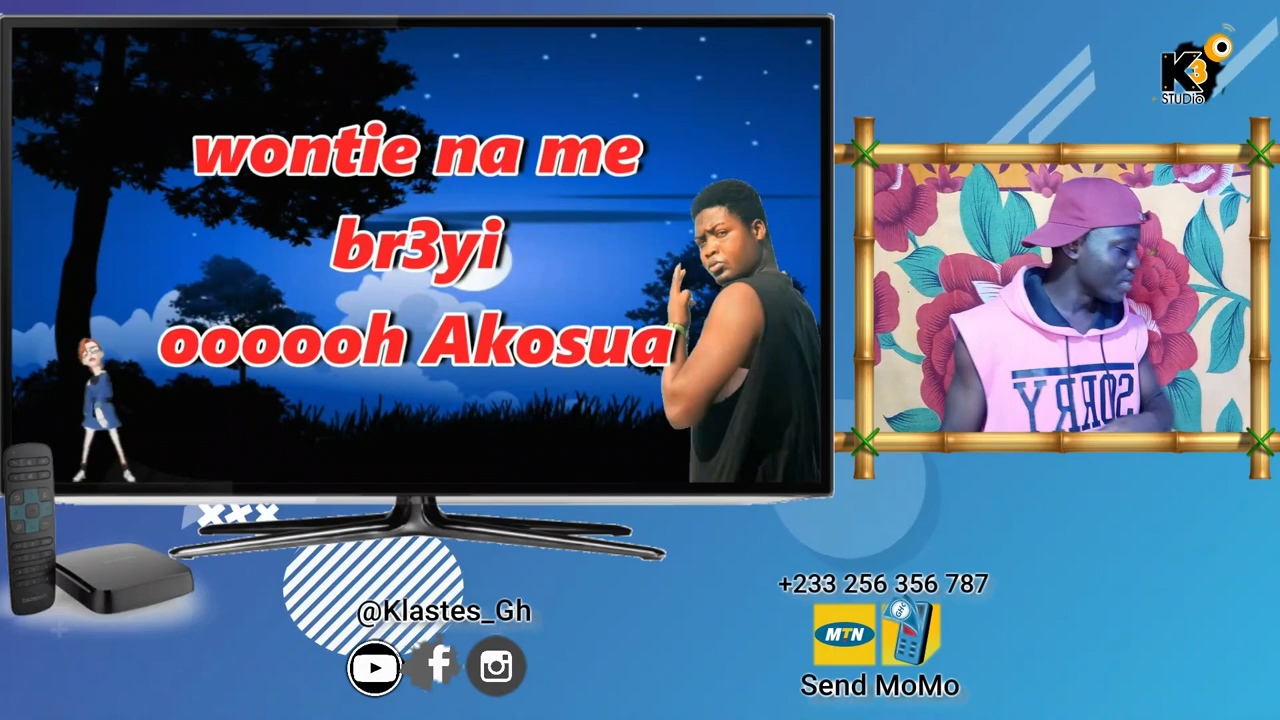 wontie na me
br3yi
oooooh Akosua
K3
STUDiO
SORRY
@Klastes_Gh
+233 256 356 787
MTN
Send MoMo